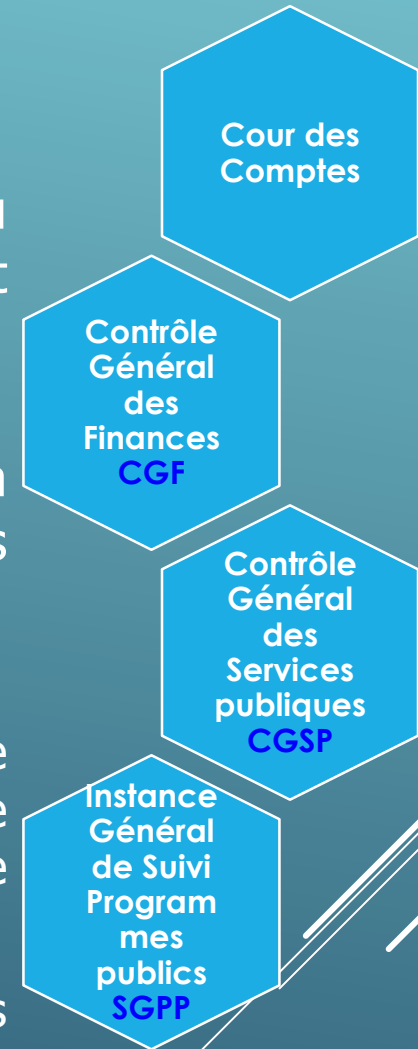 Cour des
Comptes
Contrôle
Général
des
Finances
CGF
Contrôle
Général
des
Services
publiques
CGSP
Instance
Général
de Suivi
Program
mes
publics
SGPP